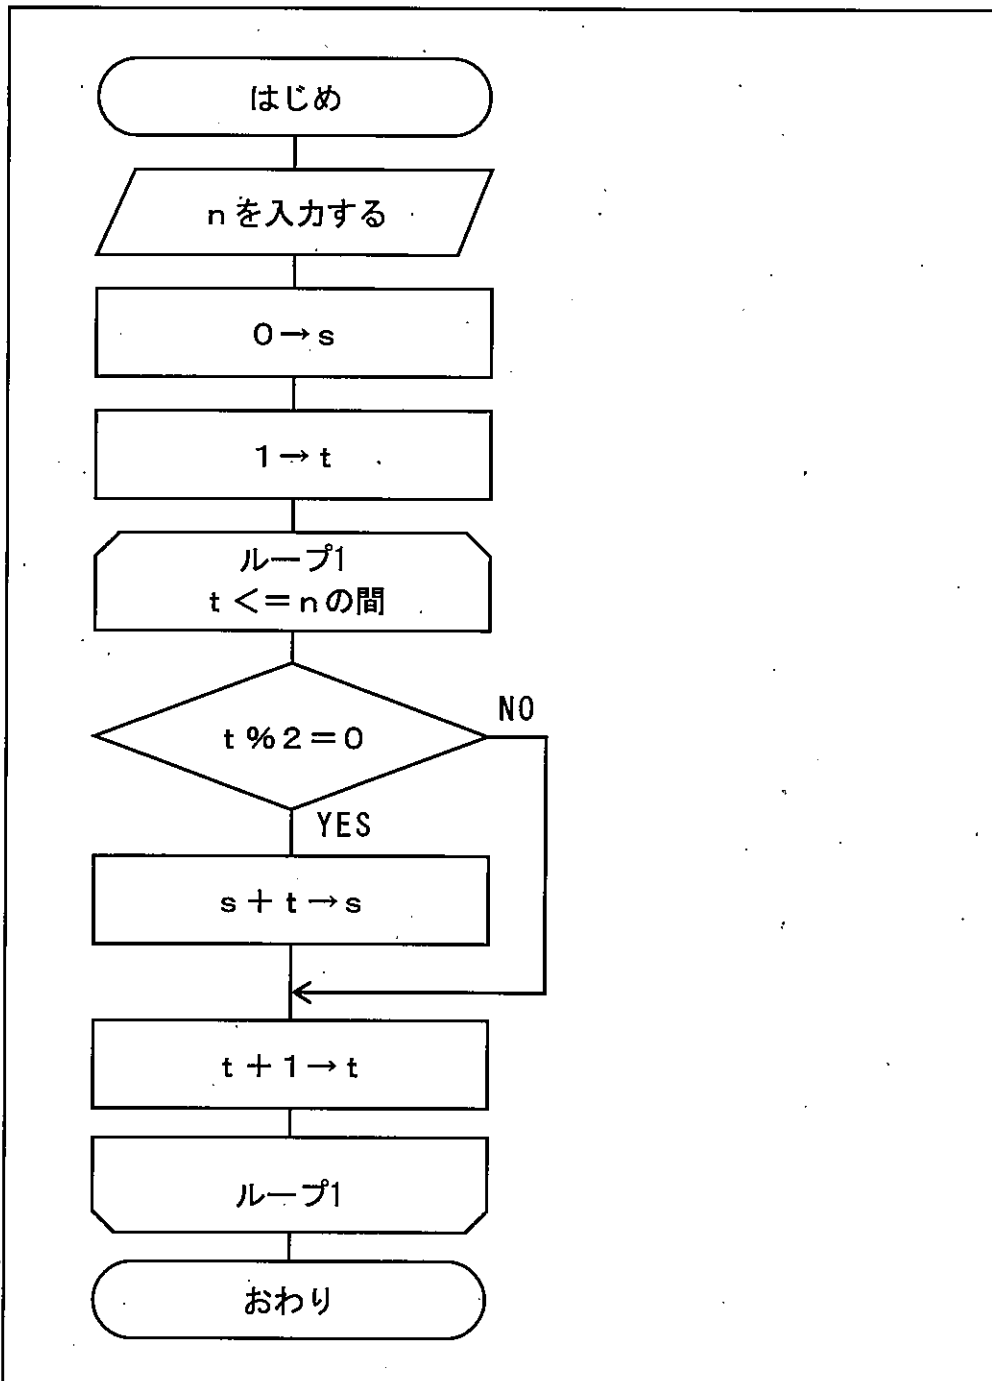 はじめ
nを入力する
0→s
1→t
ループ1
t<=nの間
t%2=0
NO
YES
s+t→s
t+1→t
ループ1
おわり